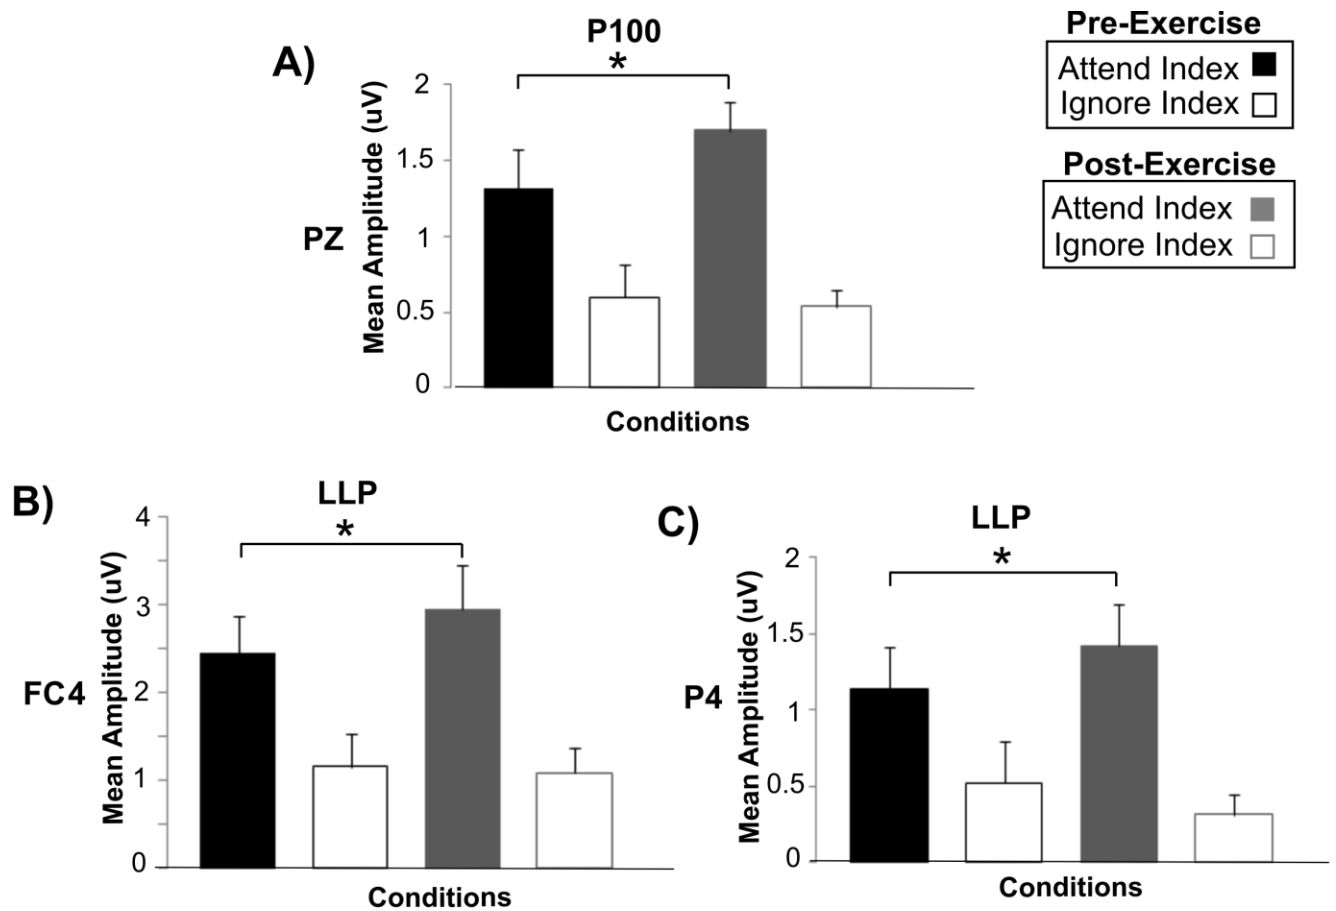 A)
P100
*
2
1.5
1
0.5
0
Mean Amplitude (uV)
PZ
Conditions
Pre-Exercise
Attend Index
Ignore Index
Post-Exercise
Attend Index
Ignore Index
B)
LLP
*
4
3
2
1
0
Mean Amplitude (uV)
FC4
Conditions
C)
LLP
*
2
1.5
1
0.5
0
Mean Amplitude (uV)
P4
Conditions